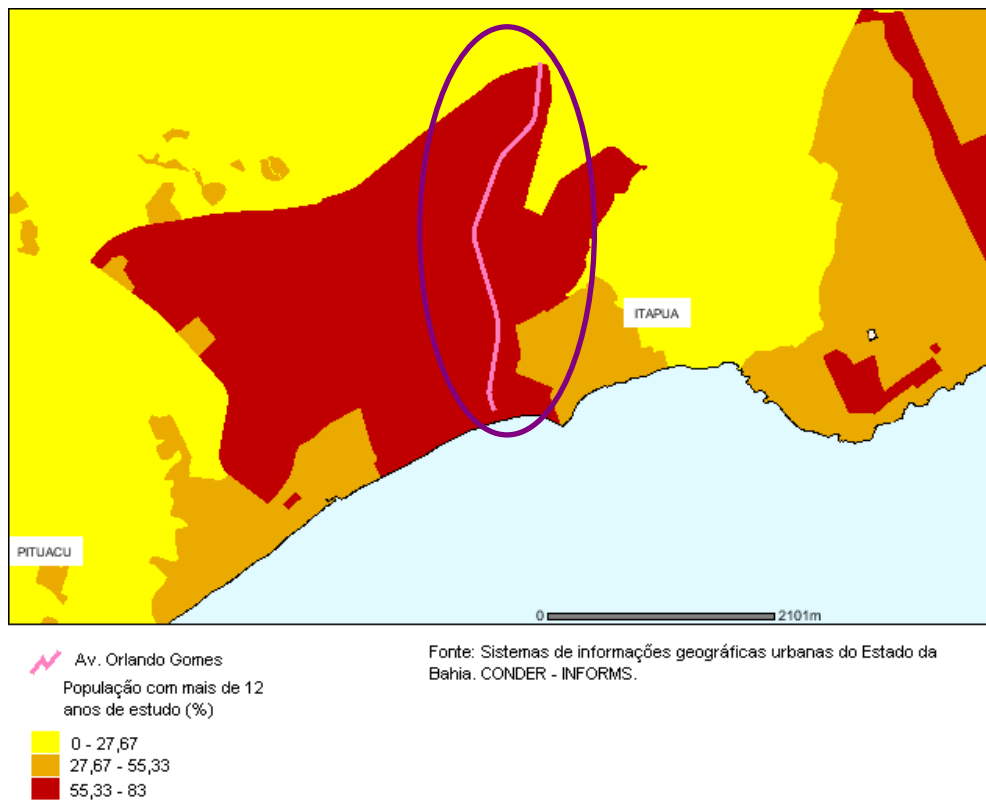 ITAPUA
PITUACU
0 2101m
Av. Orlando Gomes
População com mais de 12
anos de estudo (%)
0 - 27,67
27,67 - 55,33
55,33 - 83
Fonte: Sistemas de informações geográficas urbanas do Estado da
Bahia. CONDER - INFORMS.